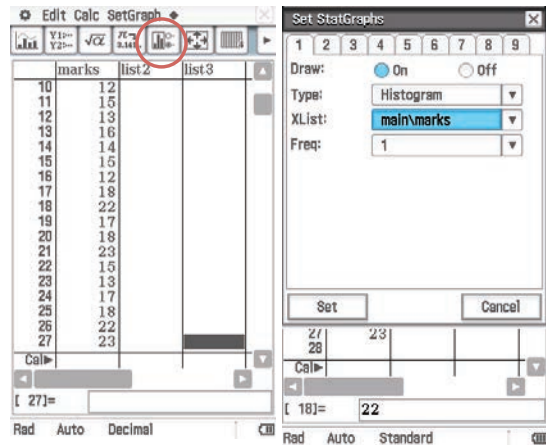 Edit Calc SetGraph
marks list2 list3
10 12
11 15
12 13
13 16
14 14
15 15
16 12
17 18
18 22
19 17
20 18
21 23
22 15
23 13
24 17
25 18
26 22
27 23
Cal
[ 27]=
Rad Auto Decimal
Set StatGraphs
1 2 3 4 5 6 7 8 9
Draw: On Off
Type: Histogram
XList: main\marks
Freq: 1
Set Cancel
27 23
28
Cal
[ 18]= 22
Rad Auto Standard